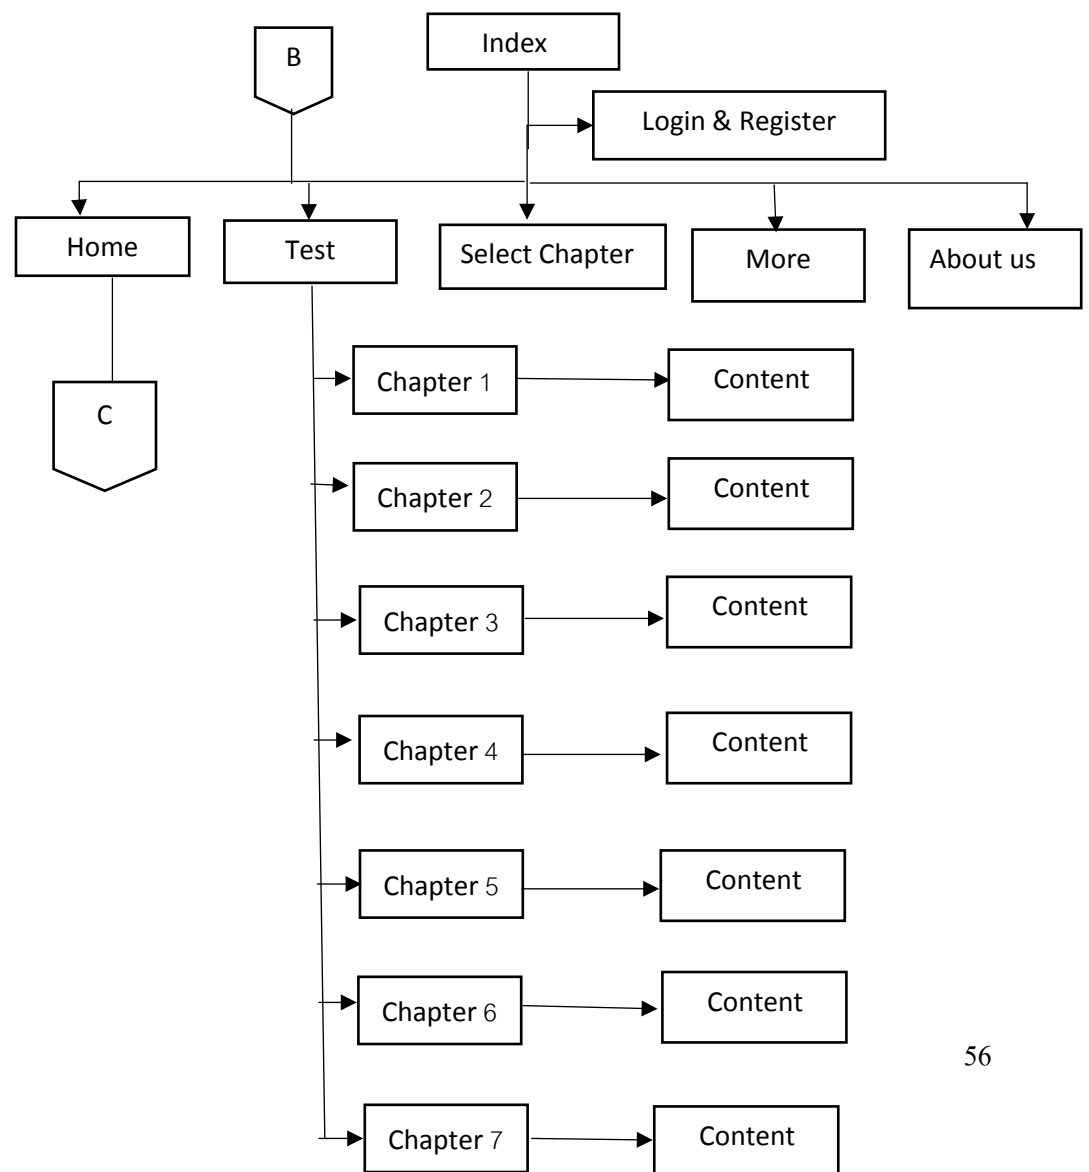 B
Index
Login & Register
Home
Test
Select Chapter
More
About us
C
Chapter 1
Content
Chapter 2
Content
Chapter 3
Content
Chapter 4
Content
Chapter 5
Content
Chapter 6
Content
56
Chapter 7
Content